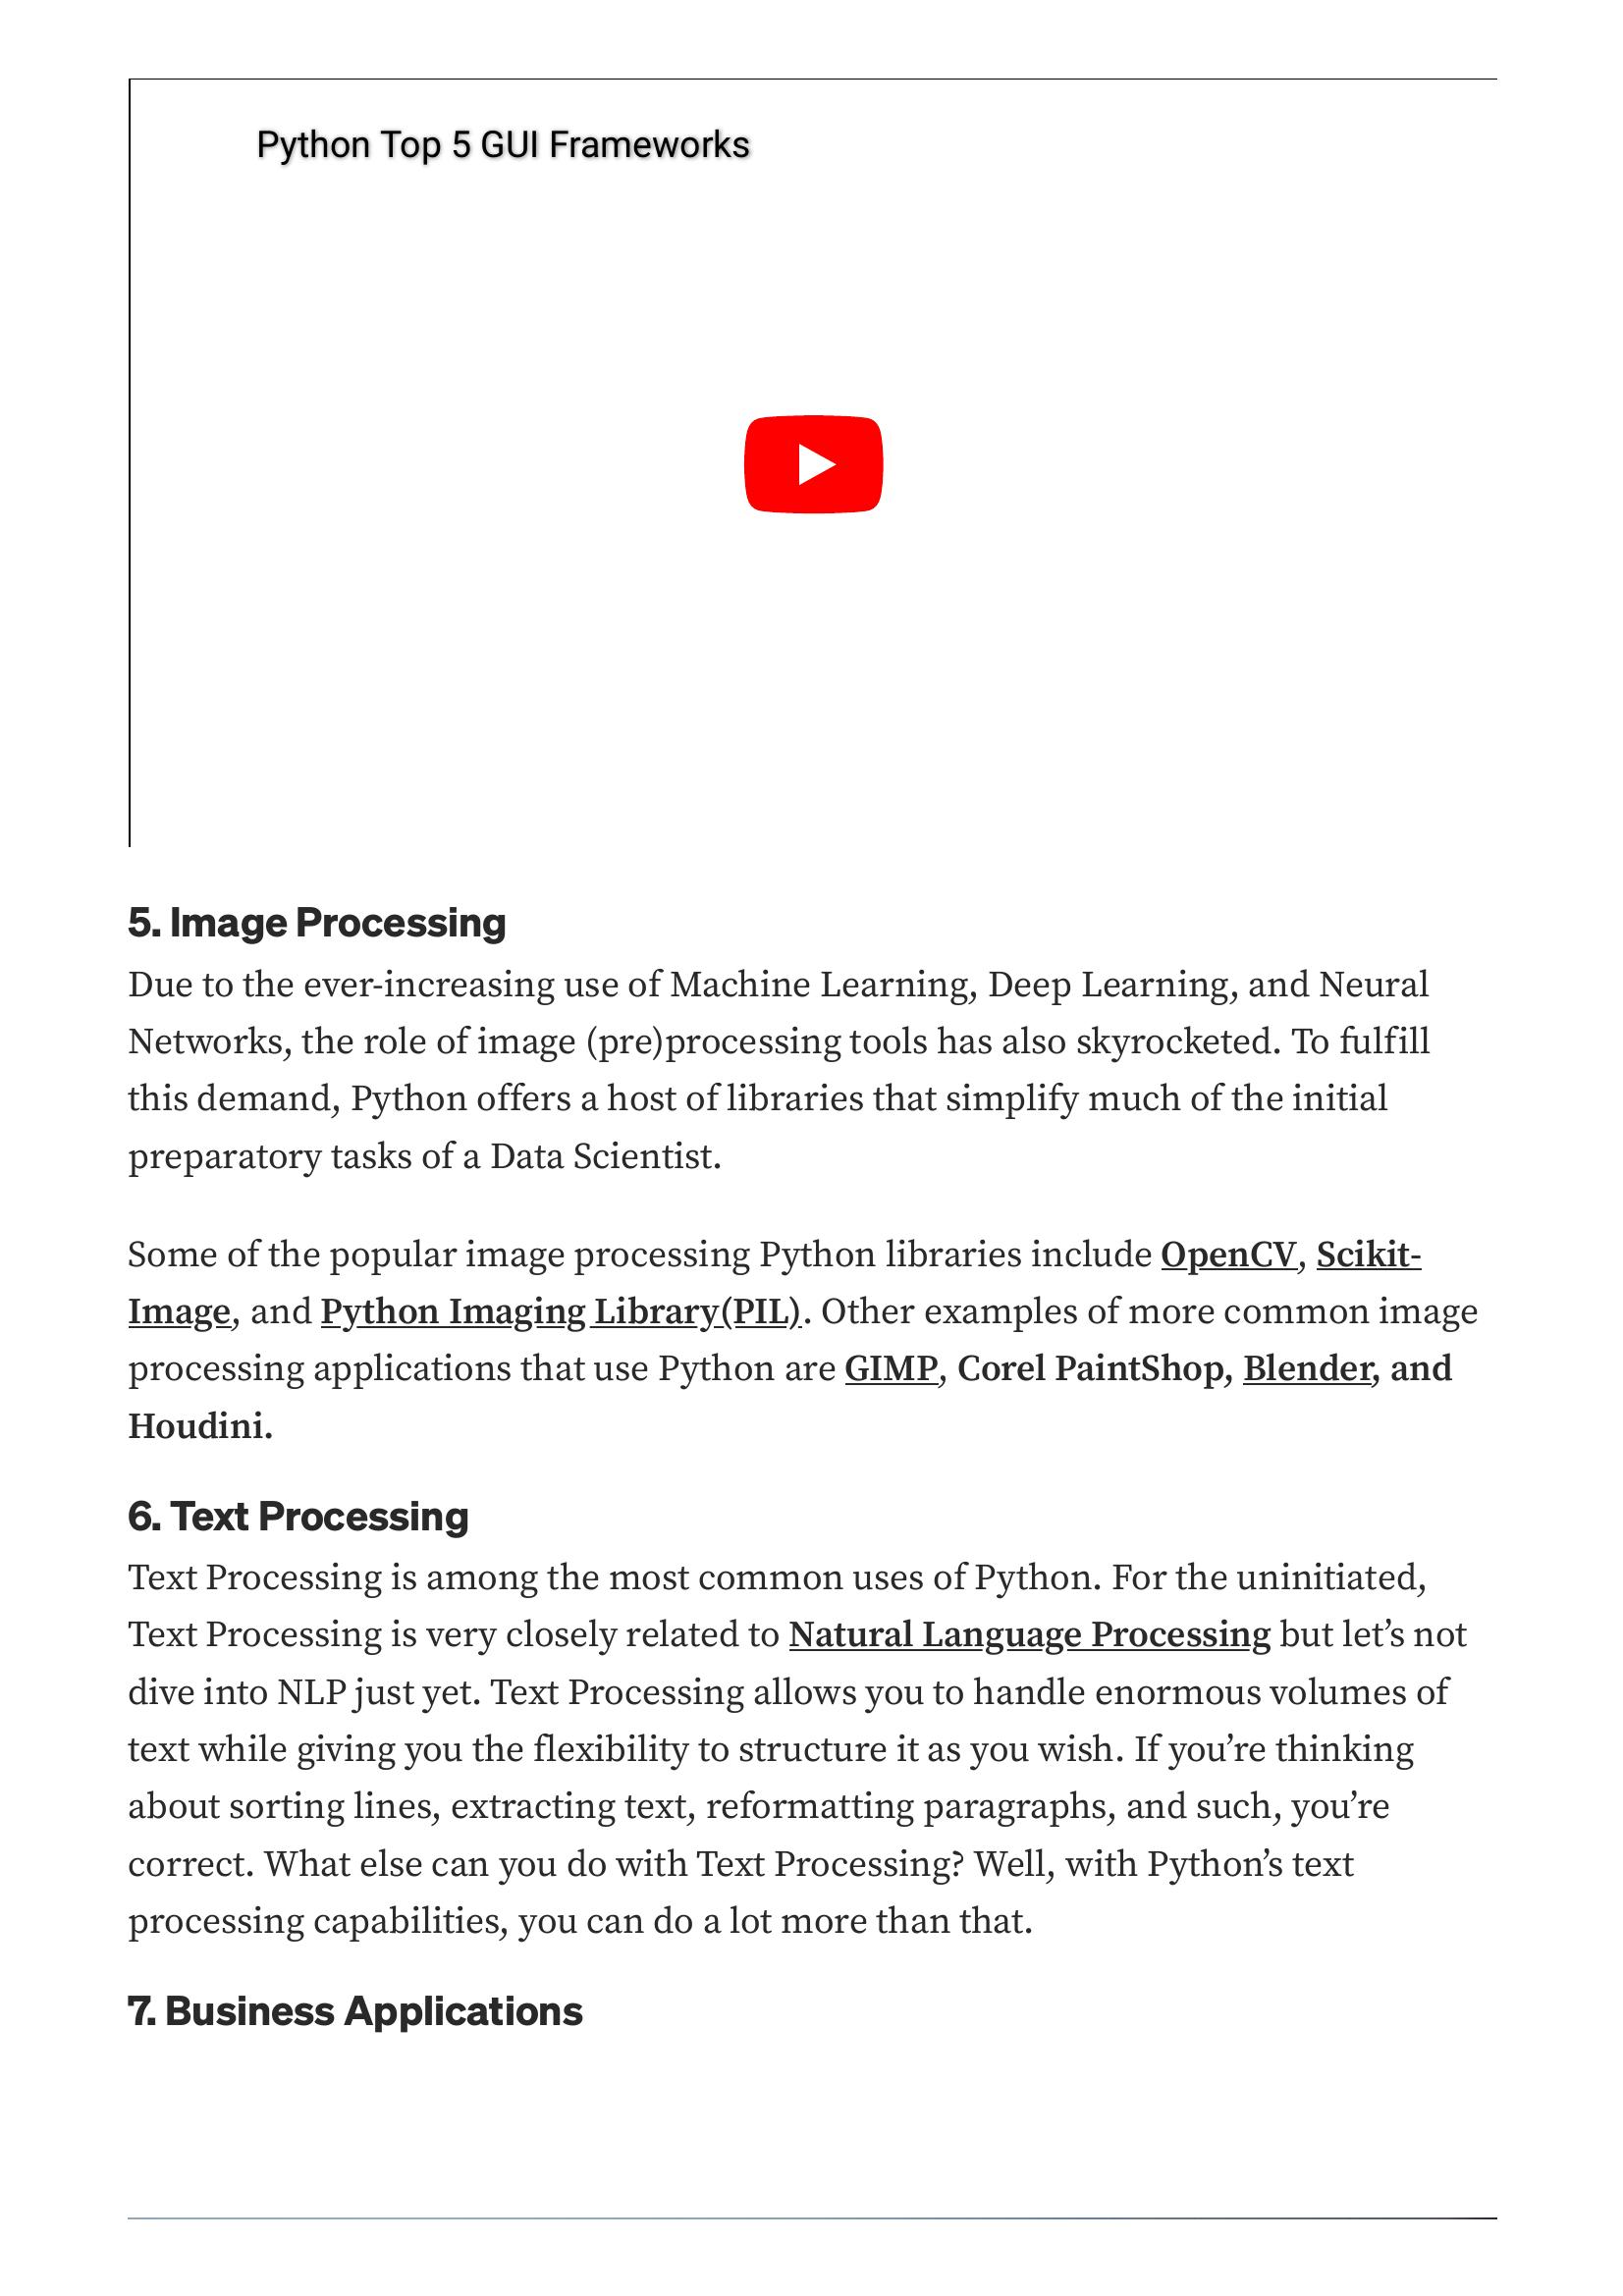 Python Top 5 GUI Frameworks
5. Image Processing
Due to the ever-increasing use of Machine Learning, Deep Learning, and Neural
Networks, the role of image (pre)processing tools has also skyrocketed. To fulfill
this demand, Python offers a host of libraries that simplify much of the initial
preparatory tasks of a Data Scientist.
Some of the popular image processing Python libraries include OpenCV, Scikit-
Image, and Python Imaging Library(PIL). Other examples of more common image
processing applications that use Python are GIMP, Corel PaintShop, Blender, and
Houdini.
6. Text Processing
Text Processing is among the most common uses of Python. For the uninitiated,
Text Processing is very closely related to Natural Language Processing but let’s not
dive into NLP just yet. Text Processing allows you to handle enormous volumes of
text while giving you the flexibility to structure it as you wish. If you’re thinking
about sorting lines, extracting text, reformatting paragraphs, and such, you’re
correct. What else can you do with Text Processing? Well, with Python’s text
processing capabilities, you can do a lot more than that.
7. Business Applications